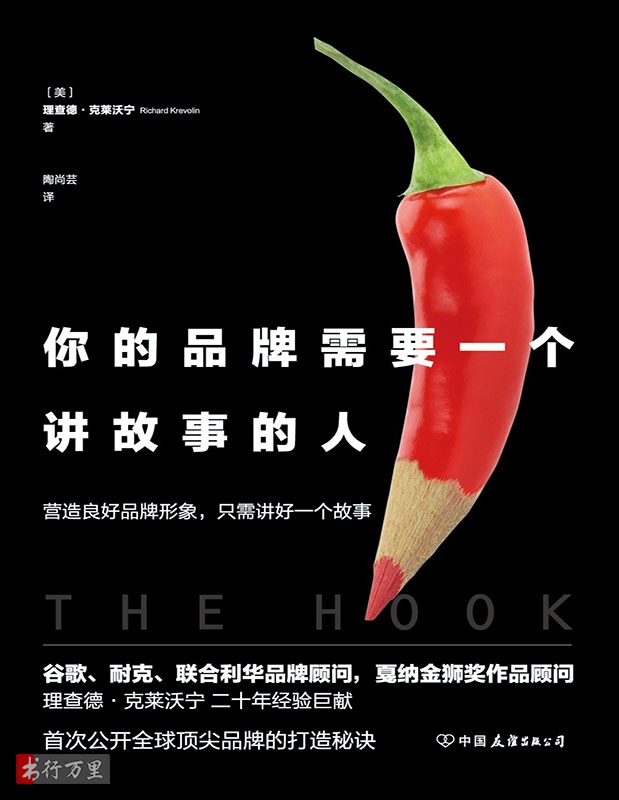 [美]
理查德·克莱沃宁 Richard Krevolin
著
陶尚芸
译
你的品牌需要一个
讲故事的人
营造良好品牌形象，只需讲好一个故事
THE HOOK
谷歌、耐克、联合利华品牌顾问，戛纳金狮奖作品顾问
理查德·克莱沃宁 二十年经验巨献
首次公开全球顶尖品牌的打造秘诀
中国友谊出版公司
书行万里